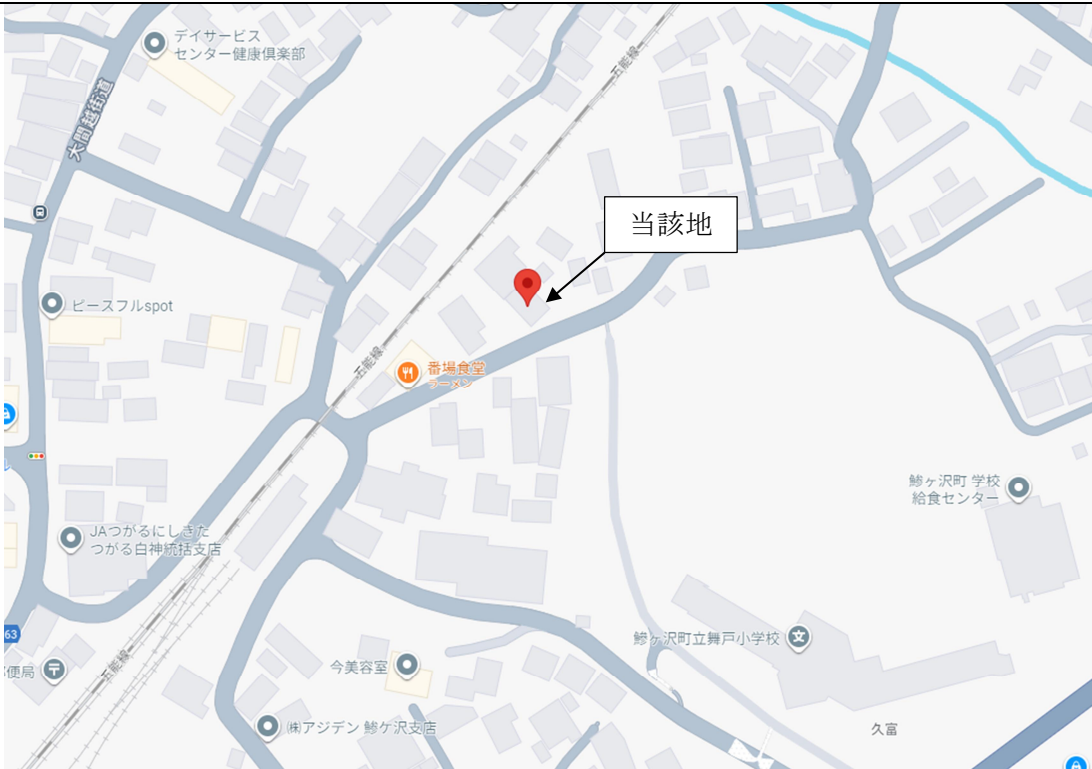 デイサービス
センター健康倶楽部
五能線
大間越街道
当該地
ピースフルspot
五能線
番場食堂
ラーメン
鰺ヶ沢町 学校
給食センター
JAつがるにしきた
つがる白神統括支店
63
五能線
便局
鰺ヶ沢町立舞戸小学校
文
今美容室
㈱アジデン 鰺ケ沢支店
久富